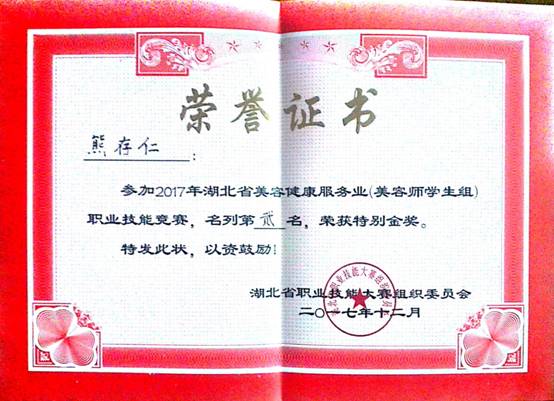 荣誉证书
熊存仁：
参加2017年湖北省美容健康服务业(美容师学生组)
职业技能竞赛，名列第贰名，荣获特别金奖。
特发此状，以资鼓励！
湖北省职业技能大赛组织委员会
二〇一七年十二月